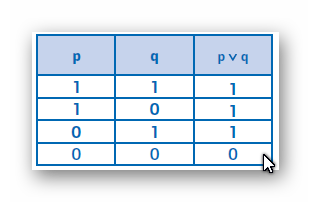 p q p ∨ q
1 1 1
1 0 1
0 1 1
0 0 0